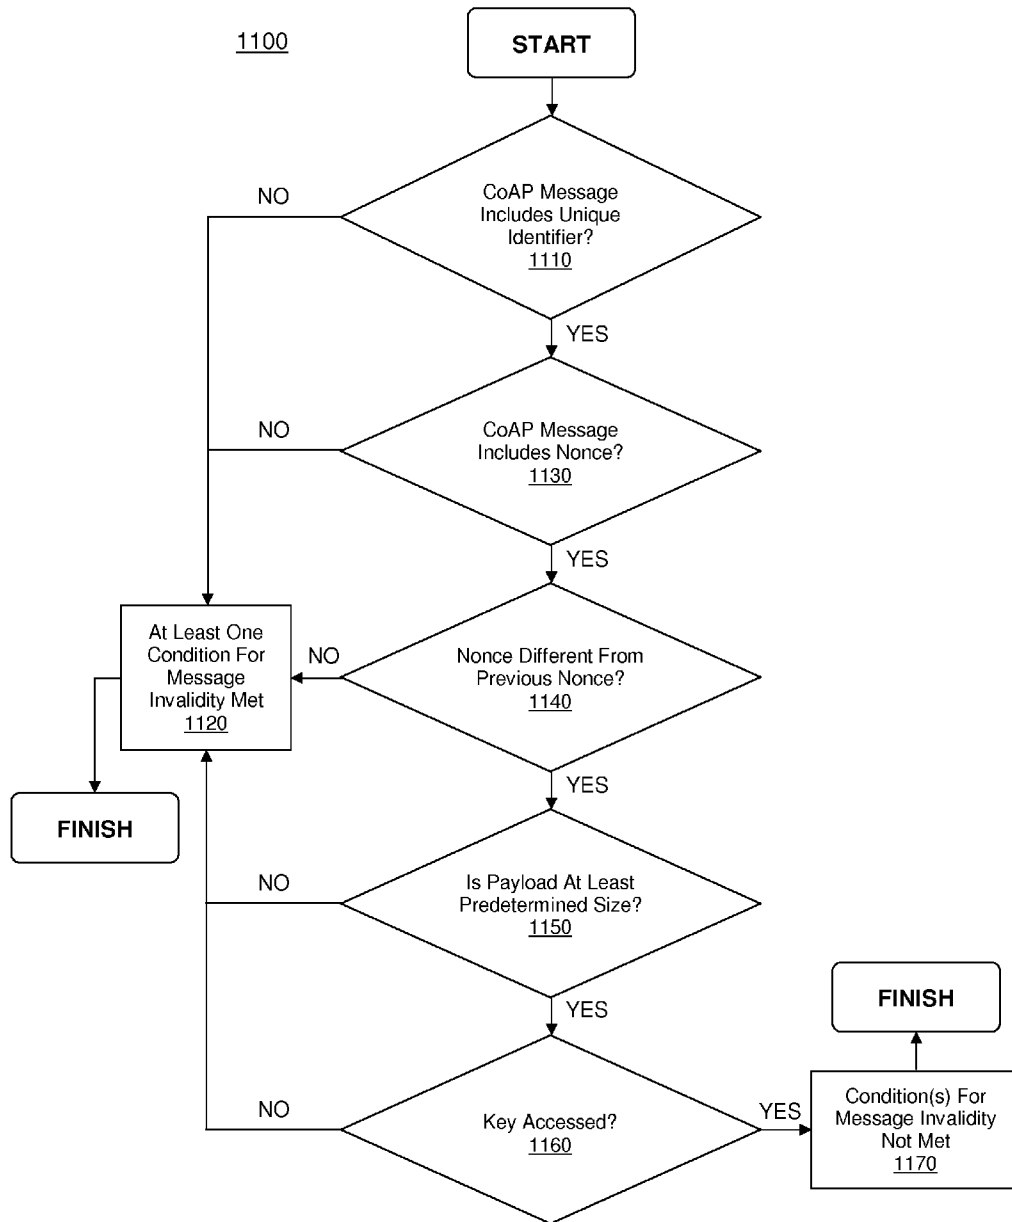 1100
START
CoAP Message
Includes Unique
Identifier?
1110
NO
YES
CoAP Message
Includes Nonce?
1130
NO
YES
At Least One
Condition For
Message
Invalidity Met
1120
NO
Nonce Different From
Previous Nonce?
1140
YES
FINISH
NO
Is Payload At Least
Predetermined Size?
1150
YES
FINISH
NO
Key Accessed?
1160
YES
Condition(s) For
Message Invalidity
Not Met
1170